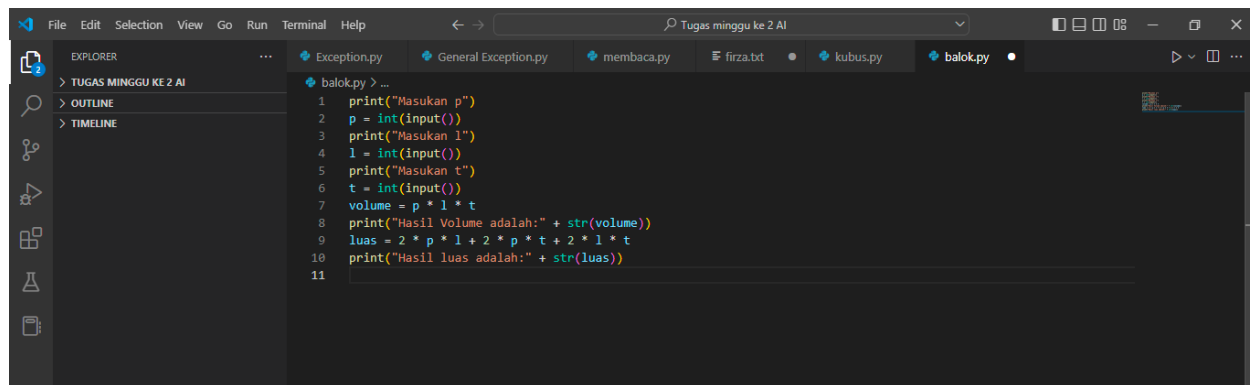 File Edit Selection View Go Run Terminal Help
Tugas minggu ke 2 AI
EXPLORER
Exception.py General Exception.py membaca.py firza.txt kubus.py balok.py
TUGAS MINGGU KE 2 AI
OUTLINE
TIMELINE
2
balok.py > ...
1 print("Masukan p")
2 p = int(input())
3 print("Masukan l")
4 l = int(input())
5 print("Masukan t")
6 t = int(input())
7 volume = p * l * t
8 print("Hasil Volume adalah:" + str(volume))
9 luas = 2 * p * l + 2 * p * t + 2 * l * t
10 print("Hasil luas adalah:" + str(luas))
11